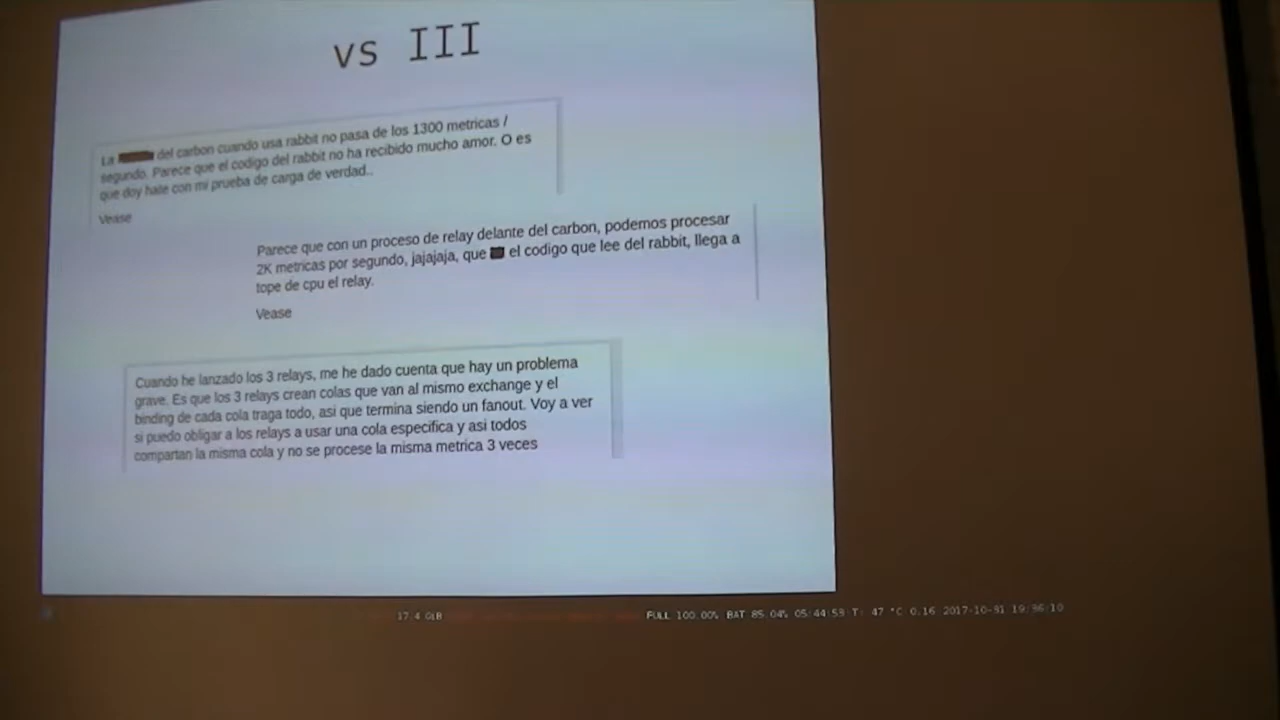 vs III
La del carbon cuando usa rabbit no pasa de los 1300 metricas /
segundo. Parece que el codigo del rabbit no ha recibido mucho amor. O es
que doy hate con mi prueba de carga de verdad..
Vease
Parece que con un proceso de relay delante del carbon, podemos procesar
2K metricas por segundo, jajajaja, que el codigo que lee del rabbit, llega a
tope de cpu el relay.
Vease
Cuando he lanzado los 3 relays, me he dado cuenta que hay un problema
grave. Es que los 3 relays crean colas que van al mismo exchange y el
binding de cada cola traga todo, asi que termina siendo un fanout. Voy a ver
si puedo obligar a los relays a usar una cola especifica y asi todos
compartan la misma cola y no se procese la misma metrica 3 veces
17.4 GiB
FULL 100.00% BAT 85.04% 05:44:59 T: 47 °C 0.16 2017-10-31 19:36:10